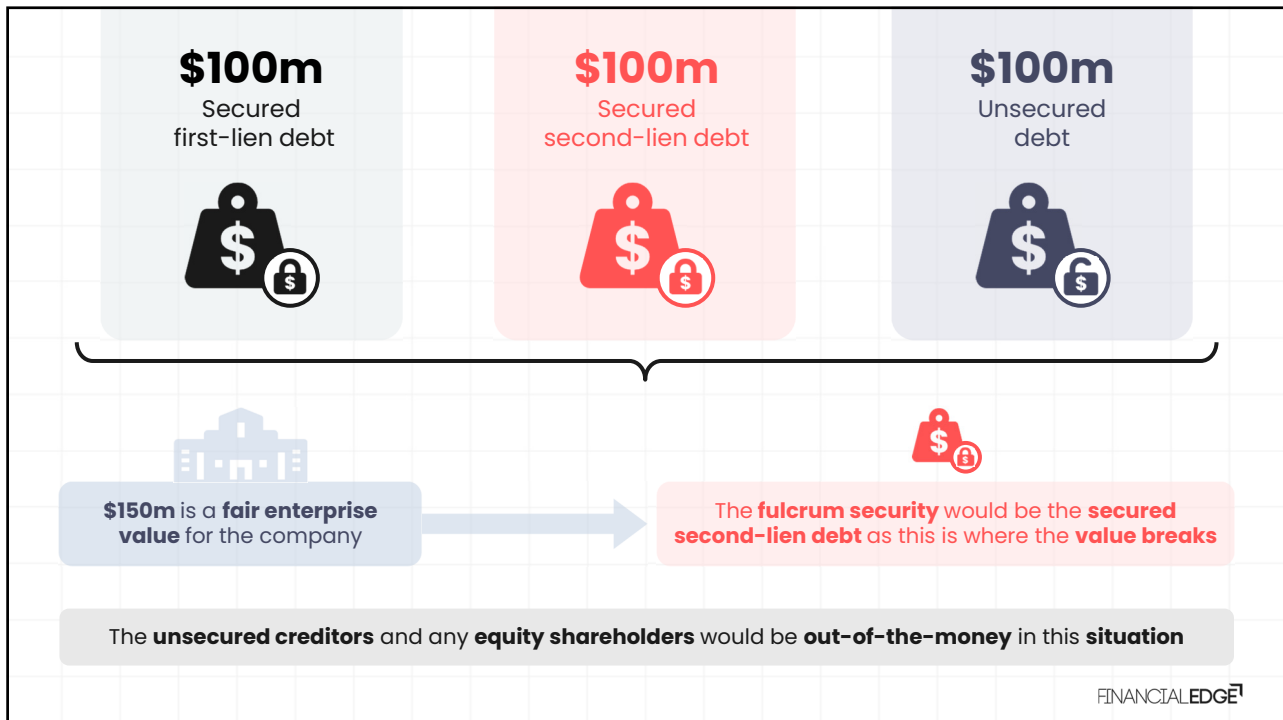 $100m
Secured
first-lien debt
$
$
$100m
Secured
second-lien debt
$
$
$100m
Unsecured
debt
$
$
$150m is a fair enterprise
value for the company
$
$
The fulcrum security would be the secured
second-lien debt as this is where the value breaks
The unsecured creditors and any equity shareholders would be out-of-the-money in this situation
FINANCIALEDGE